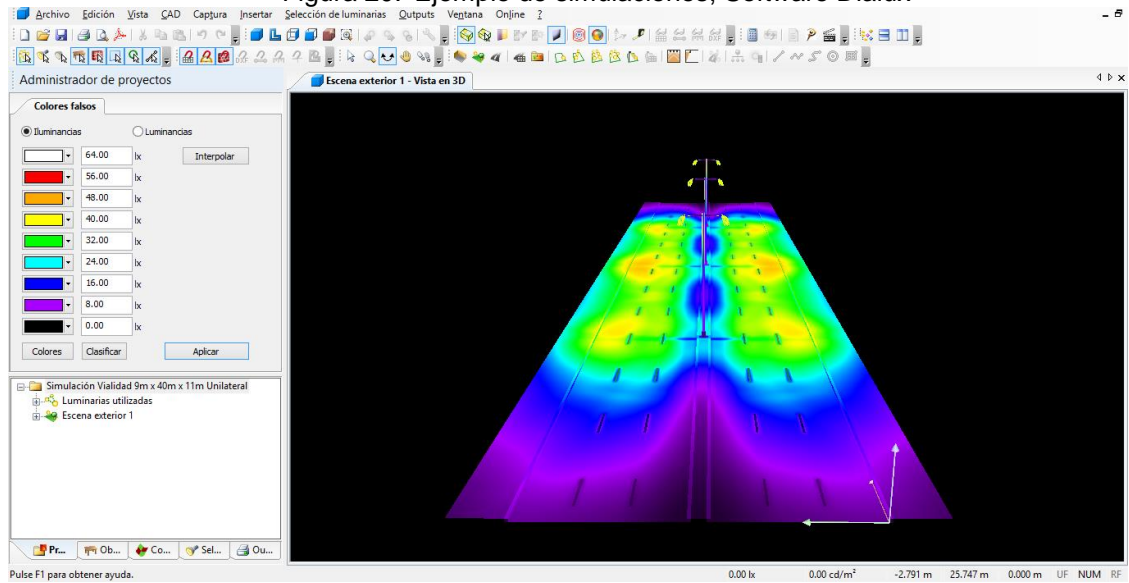 Figura 29. Ejemplo de simulaciones, Software Dialux
Archivo Edición Vista CAD Captura Insertar Selección de luminarias Outputs Ventana Online ?
Administrador de proyectos
Escena exterior 1 - Vista en 3D
Colores falsos
Iluminancias Luminancias
64.00 lx Interpolar
56.00 lx
48.00 lx
40.00 lx
32.00 lx
24.00 lx
16.00 lx
8.00 lx
0.00 lx
Colores Clasificar Aplicar
Simulación Vialidad 9m x 40m x 11m Unilateral
Luminarias utilizadas
Escena exterior 1
Pr... Ob... Co... Sel... Ou...
Pulse F1 para obtener ayuda. 0.00 lx 0.00 cd/m² -2.791 m 25.747 m 0.000 m UF NUM RF